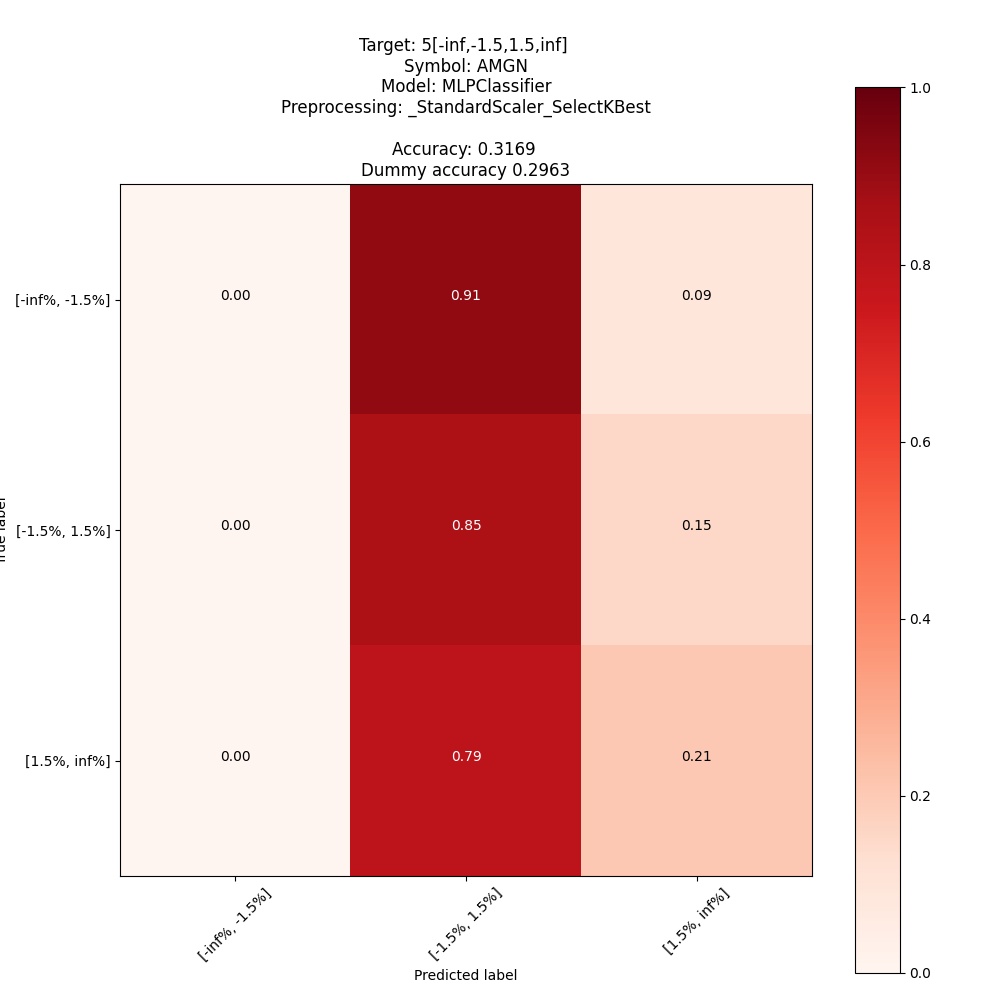 Target: 5[-inf,-1.5,1.5,inf]
Symbol: AMGN
Model: MLPClassifier
Preprocessing: _StandardScaler_SelectKBest
Accuracy: 0.3169
Dummy accuracy 0.2963
[-inf%, -1.5%]
0.00
0.91
0.09
[-1.5%, 1.5%]
0.00
0.85
0.15
[1.5%, inf%]
0.00
0.79
0.21
[-inf%, -1.5%]
[-1.5%, 1.5%]
[1.5%, inf%]
Predicted label
label
1.0
0.8
0.6
0.4
0.2
0.0